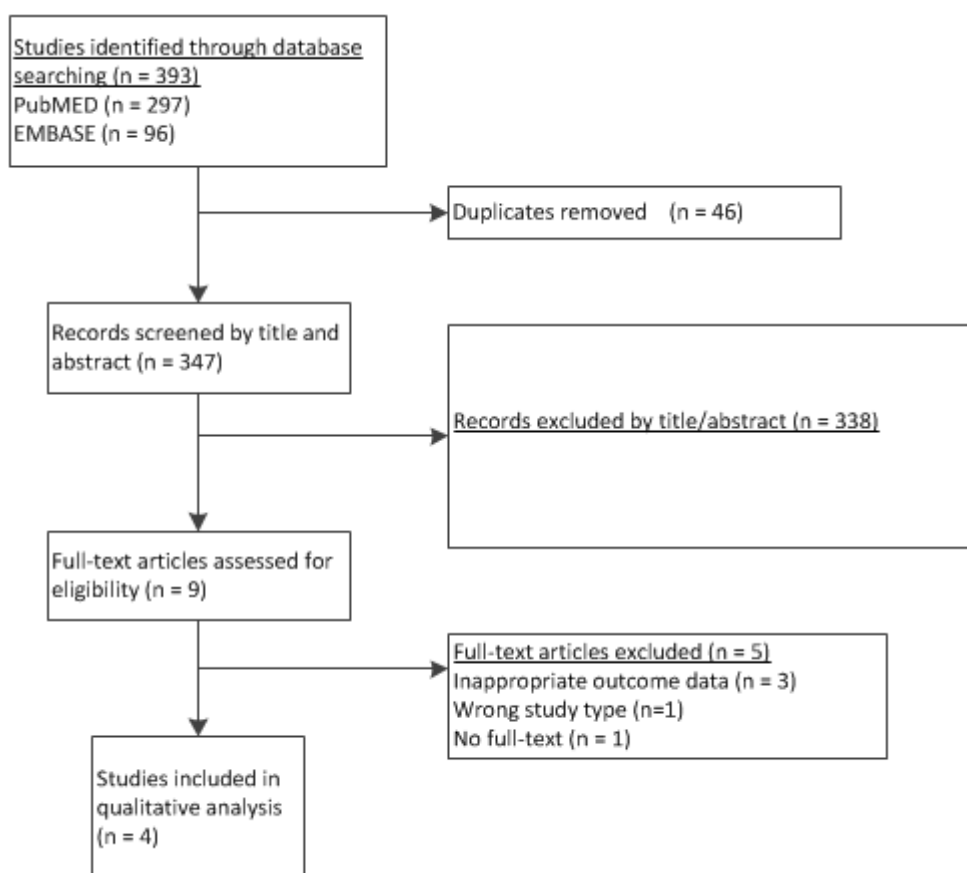 Studies identified through database
searching (n = 393)
PubMED (n = 297)
EMBASE (n = 96)
Duplicates removed (n = 46)
Records screened by title and
abstract (n = 347)
Records excluded by title/abstract (n = 338)
Full-text articles assessed for
eligibility (n = 9)
Full-text articles excluded (n = 5)
Inappropriate outcome data (n = 3)
Wrong study type (n=1)
No full-text (n = 1)
Studies included in
qualitative analysis
(n = 4)